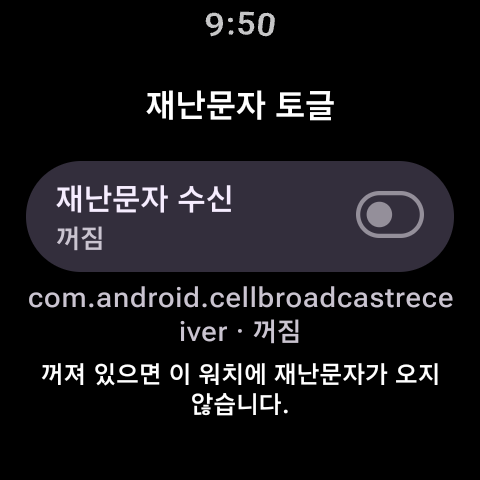 9:50
재난문자 토글
재난문자 수신
꺼짐
com.android.cellbroadcastrece
iver · 꺼짐
꺼져 있으면 이 워치에 재난문자가 오지
않습니다.